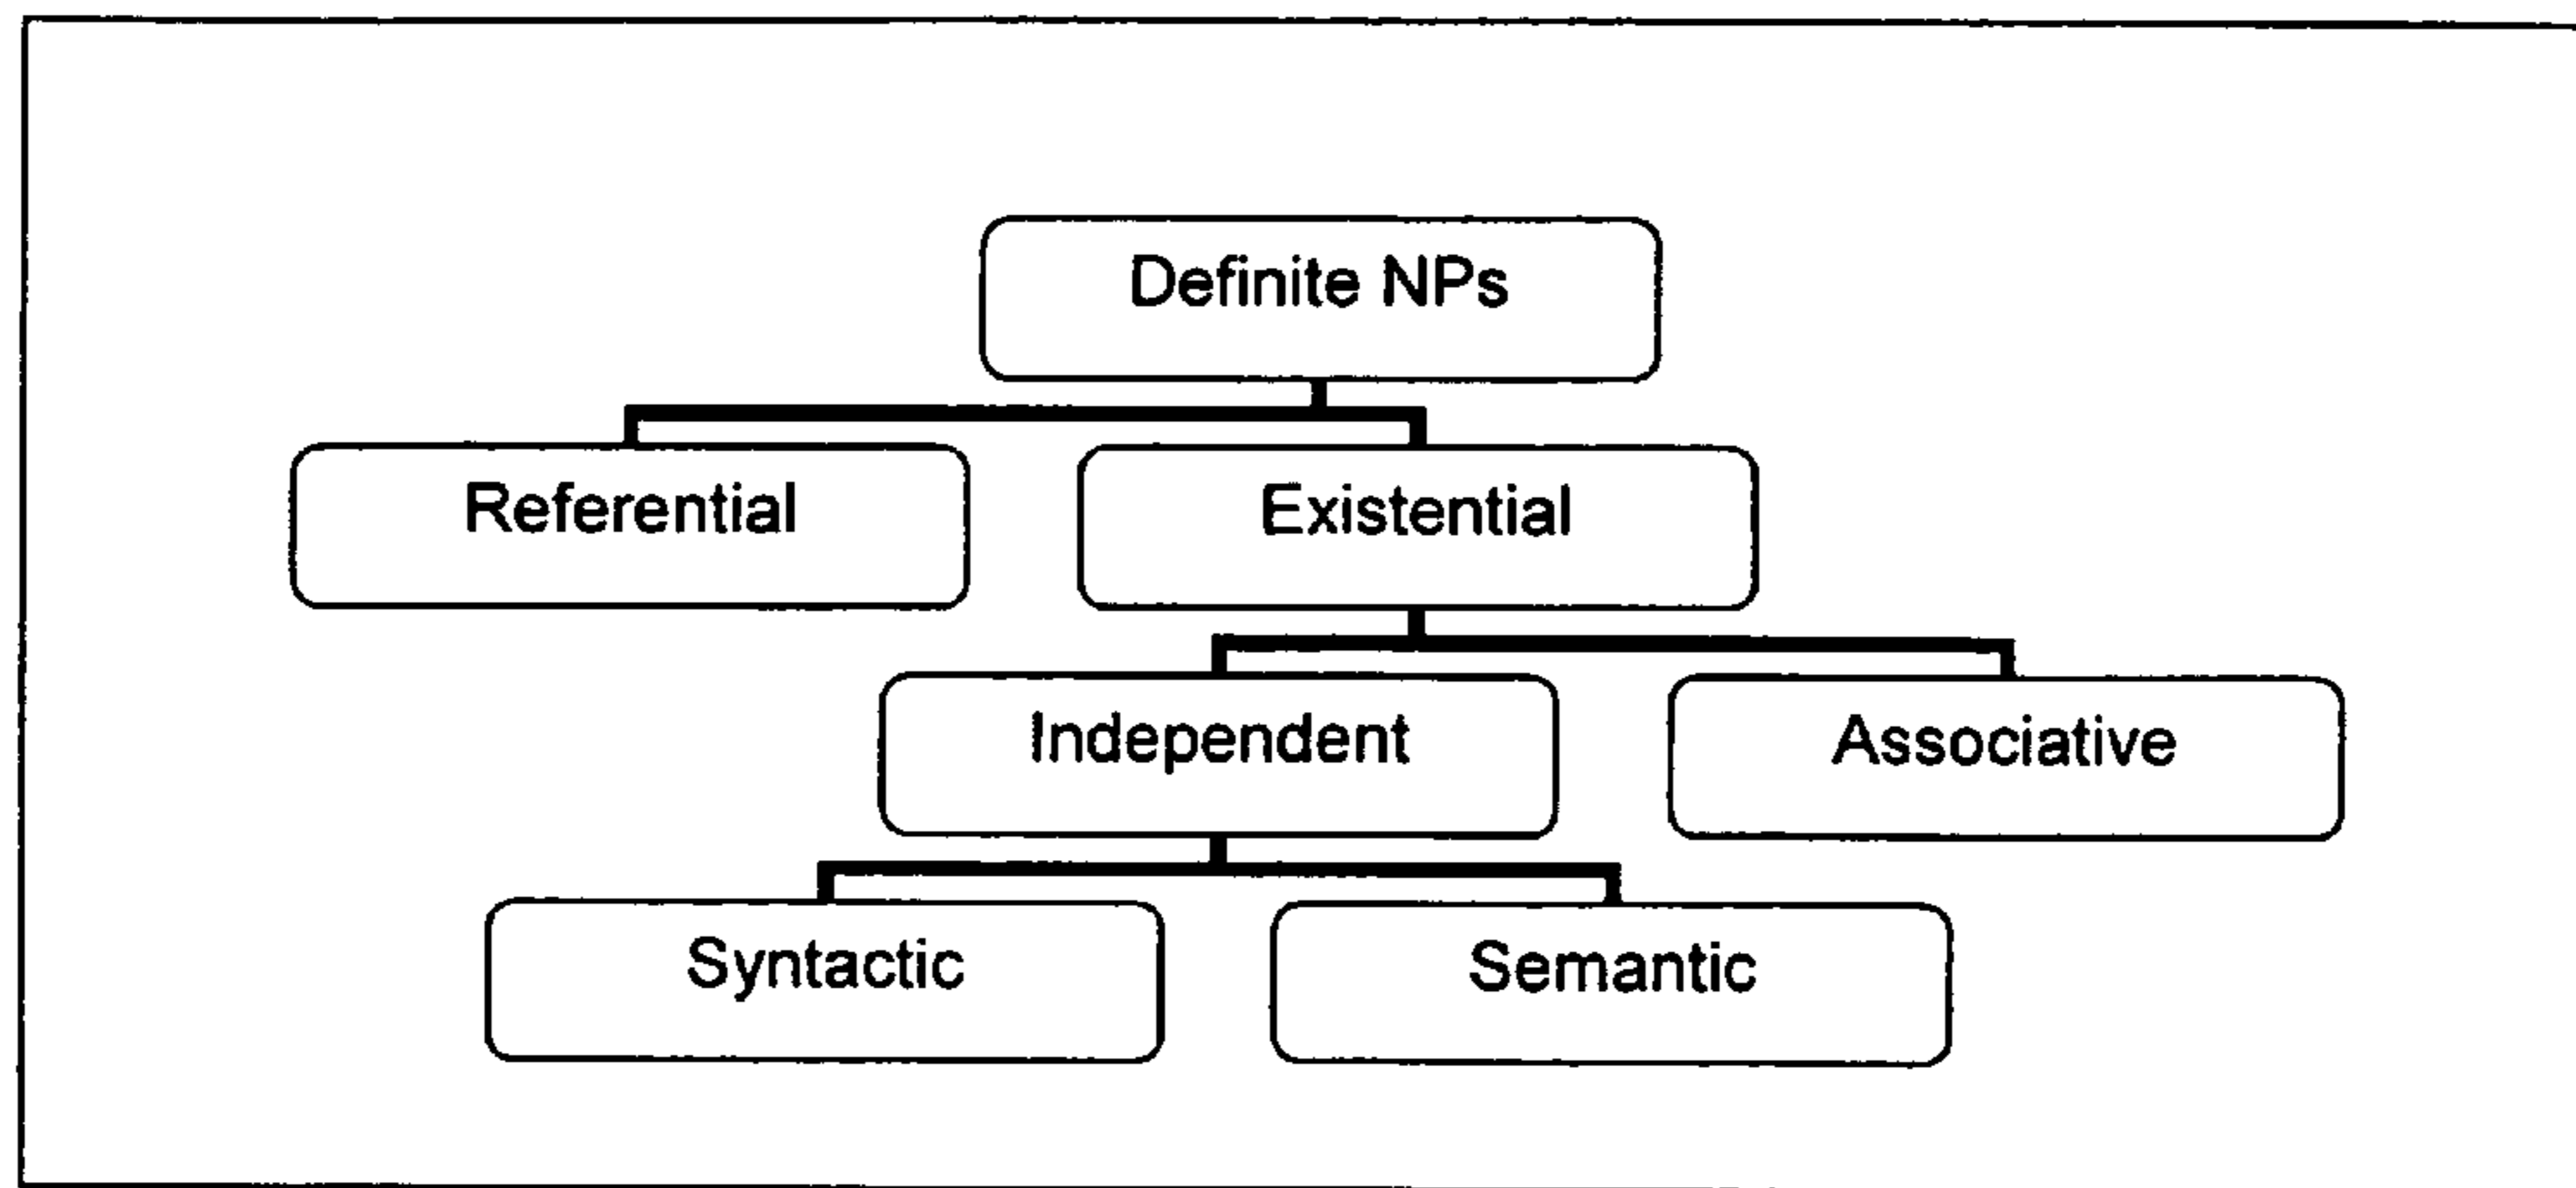 Definite NPs
Referential
Existential
Independent
Associative
Syntactic
Semantic